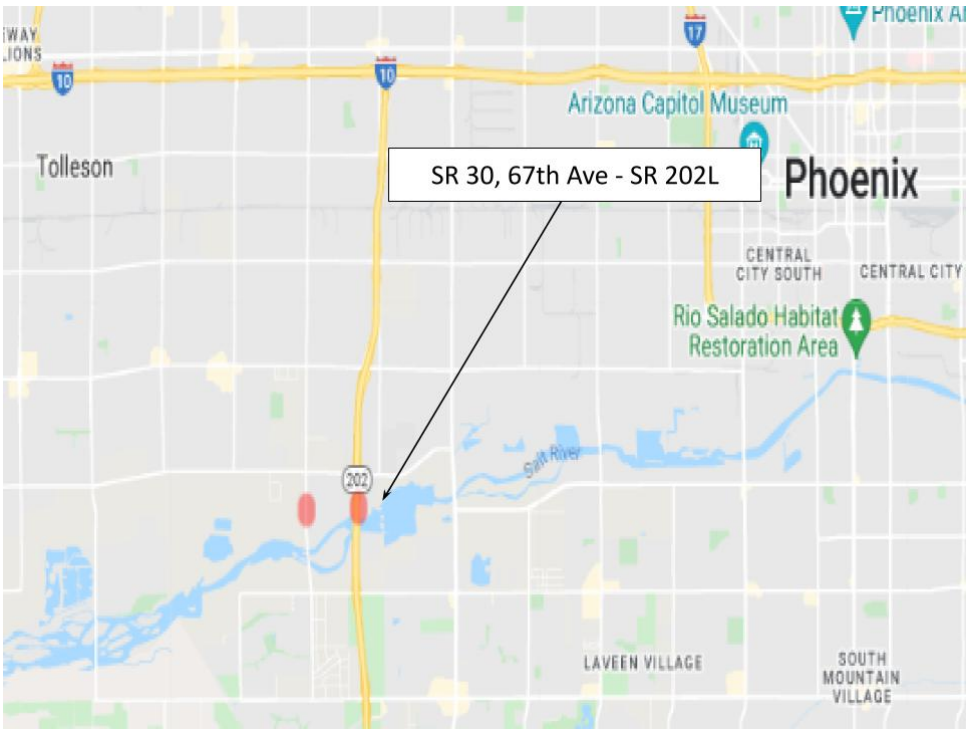 Phoenix Ar
EWAY
LIONS
17
10
10
Arizona Capitol Museum
Tolleson
SR 30, 67th Ave - SR 202L
Phoenix
CENTRAL
CITY SOUTH
CENTRAL CITY
Rio Salado Habitat
Restoration Area
Salt River
202
LAVEEN VILLAGE
SOUTH
MOUNTAIN
VILLAGE